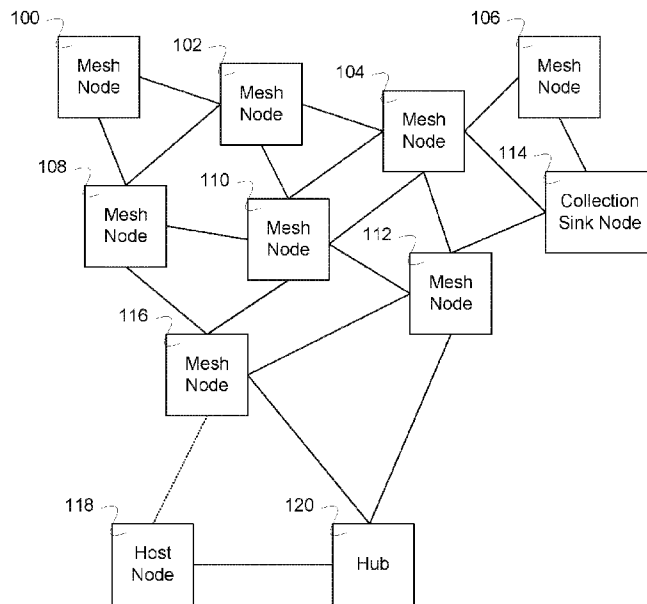 100
Mesh
Node
102
Mesh
Node
104
Mesh
Node
106
Mesh
Node
108
Mesh
Node
110
Mesh
Node
114
Collection
Sink Node
112
Mesh
Node
116
Mesh
Node
118
Host
Node
120
Hub